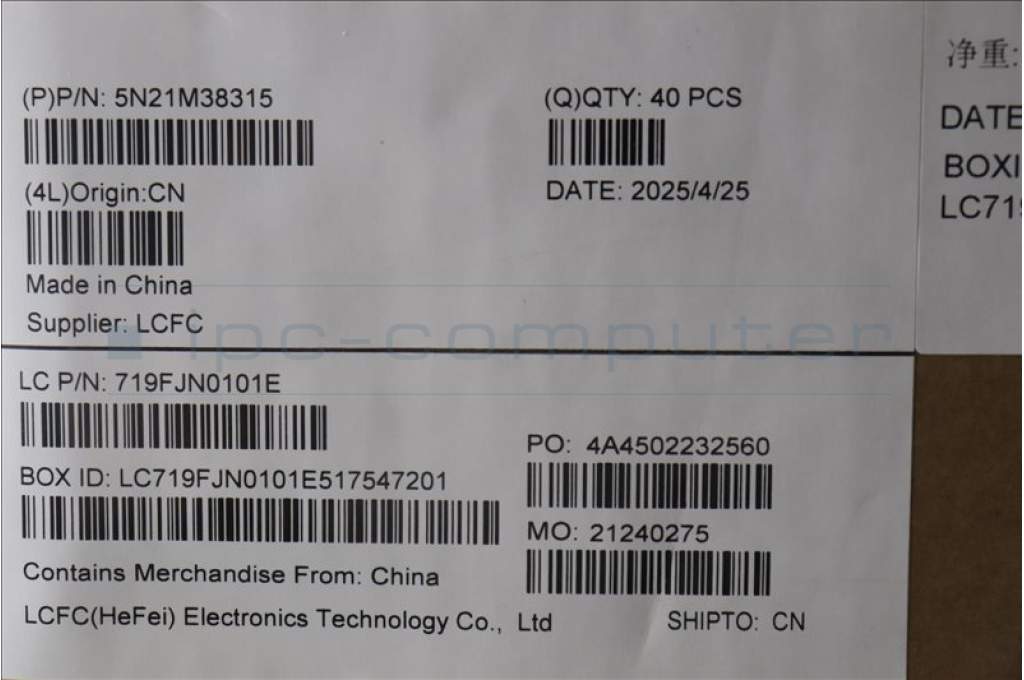 (P)P/N: 5N21M38315
(Q)QTY: 40 PCS
(4L)Origin:CN
DATE: 2025/4/25
Made in China
Supplier: LCFC
净重:
DATE
BOXI
LC719
ipc-computer
LC P/N: 719FJN0101E
BOX ID: LC719FJN0101E517547201
PO: 4A4502232560
MO: 21240275
Contains Merchandise From: China
LCFC(HeFei) Electronics Technology Co., Ltd
SHIPTO: CN